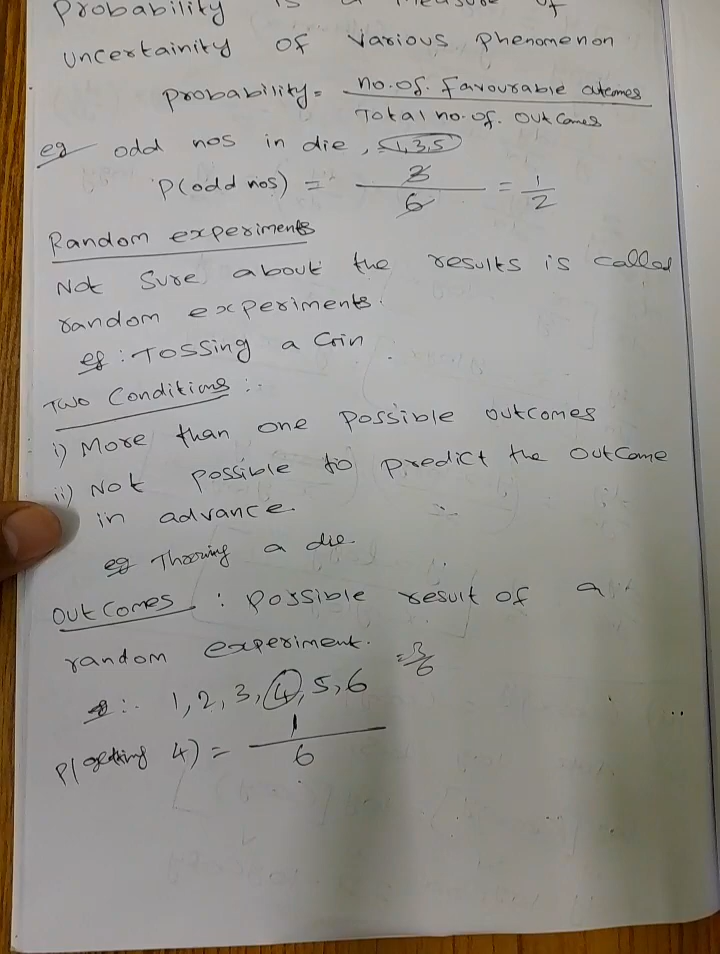 Probability is a measure of
uncertainity of various phenomenon
probability = no. of. favourable outcomes
Total no. of. outcomes
eg odd nos in die, = 1,3,5
P(odd nos) = 3/6 = 1/2
Random experiments
Not sure about the results is called
random experiments.
eg : Tossing a coin
Two Conditions :-
i) More than one possible outcomes
ii) Not possible to predict the outcome
in advance.
eg Throwing a die.
Outcomes : possible result of a
random experiment.
= 3/6
eg :. 1, 2, 3, 4, 5, 6
P(getting 4) = 1/6